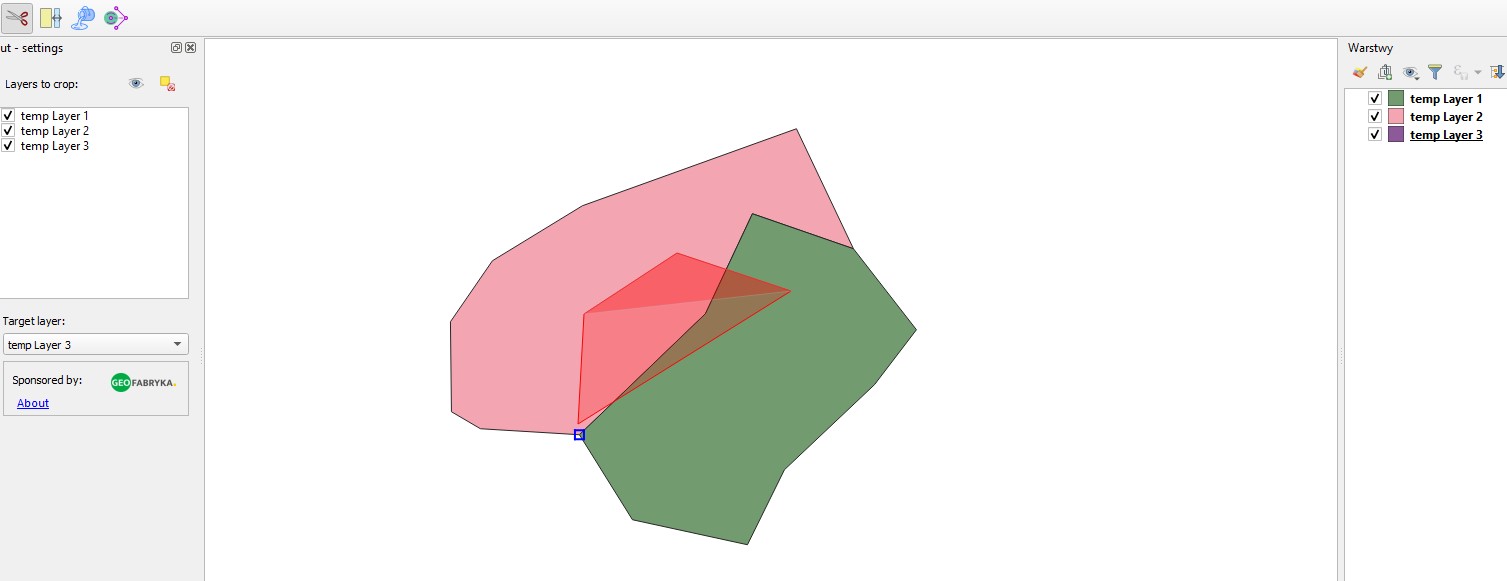 ut - settings
Layers to crop:
temp Layer 1
temp Layer 2
temp Layer 3
Target layer:
temp Layer 3
Sponsored by:
GEOFABRYKA.
About
Warstwy
temp Layer 1
temp Layer 2
temp Layer 3